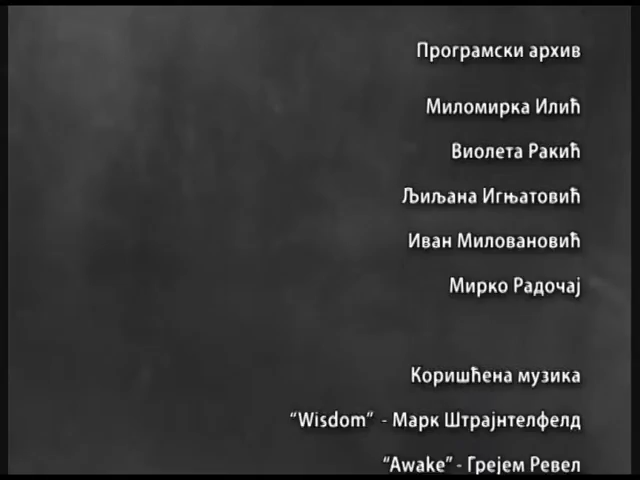 Програмски архив
Миломирка Илић
Виолета Ракић
Љиљана Игњатовић
Иван Миловановић
Мирко Радочај
Коришћена музика
“Wisdom” - Марк Штрајнтелфелд
“Awake” - Грејем Ревел